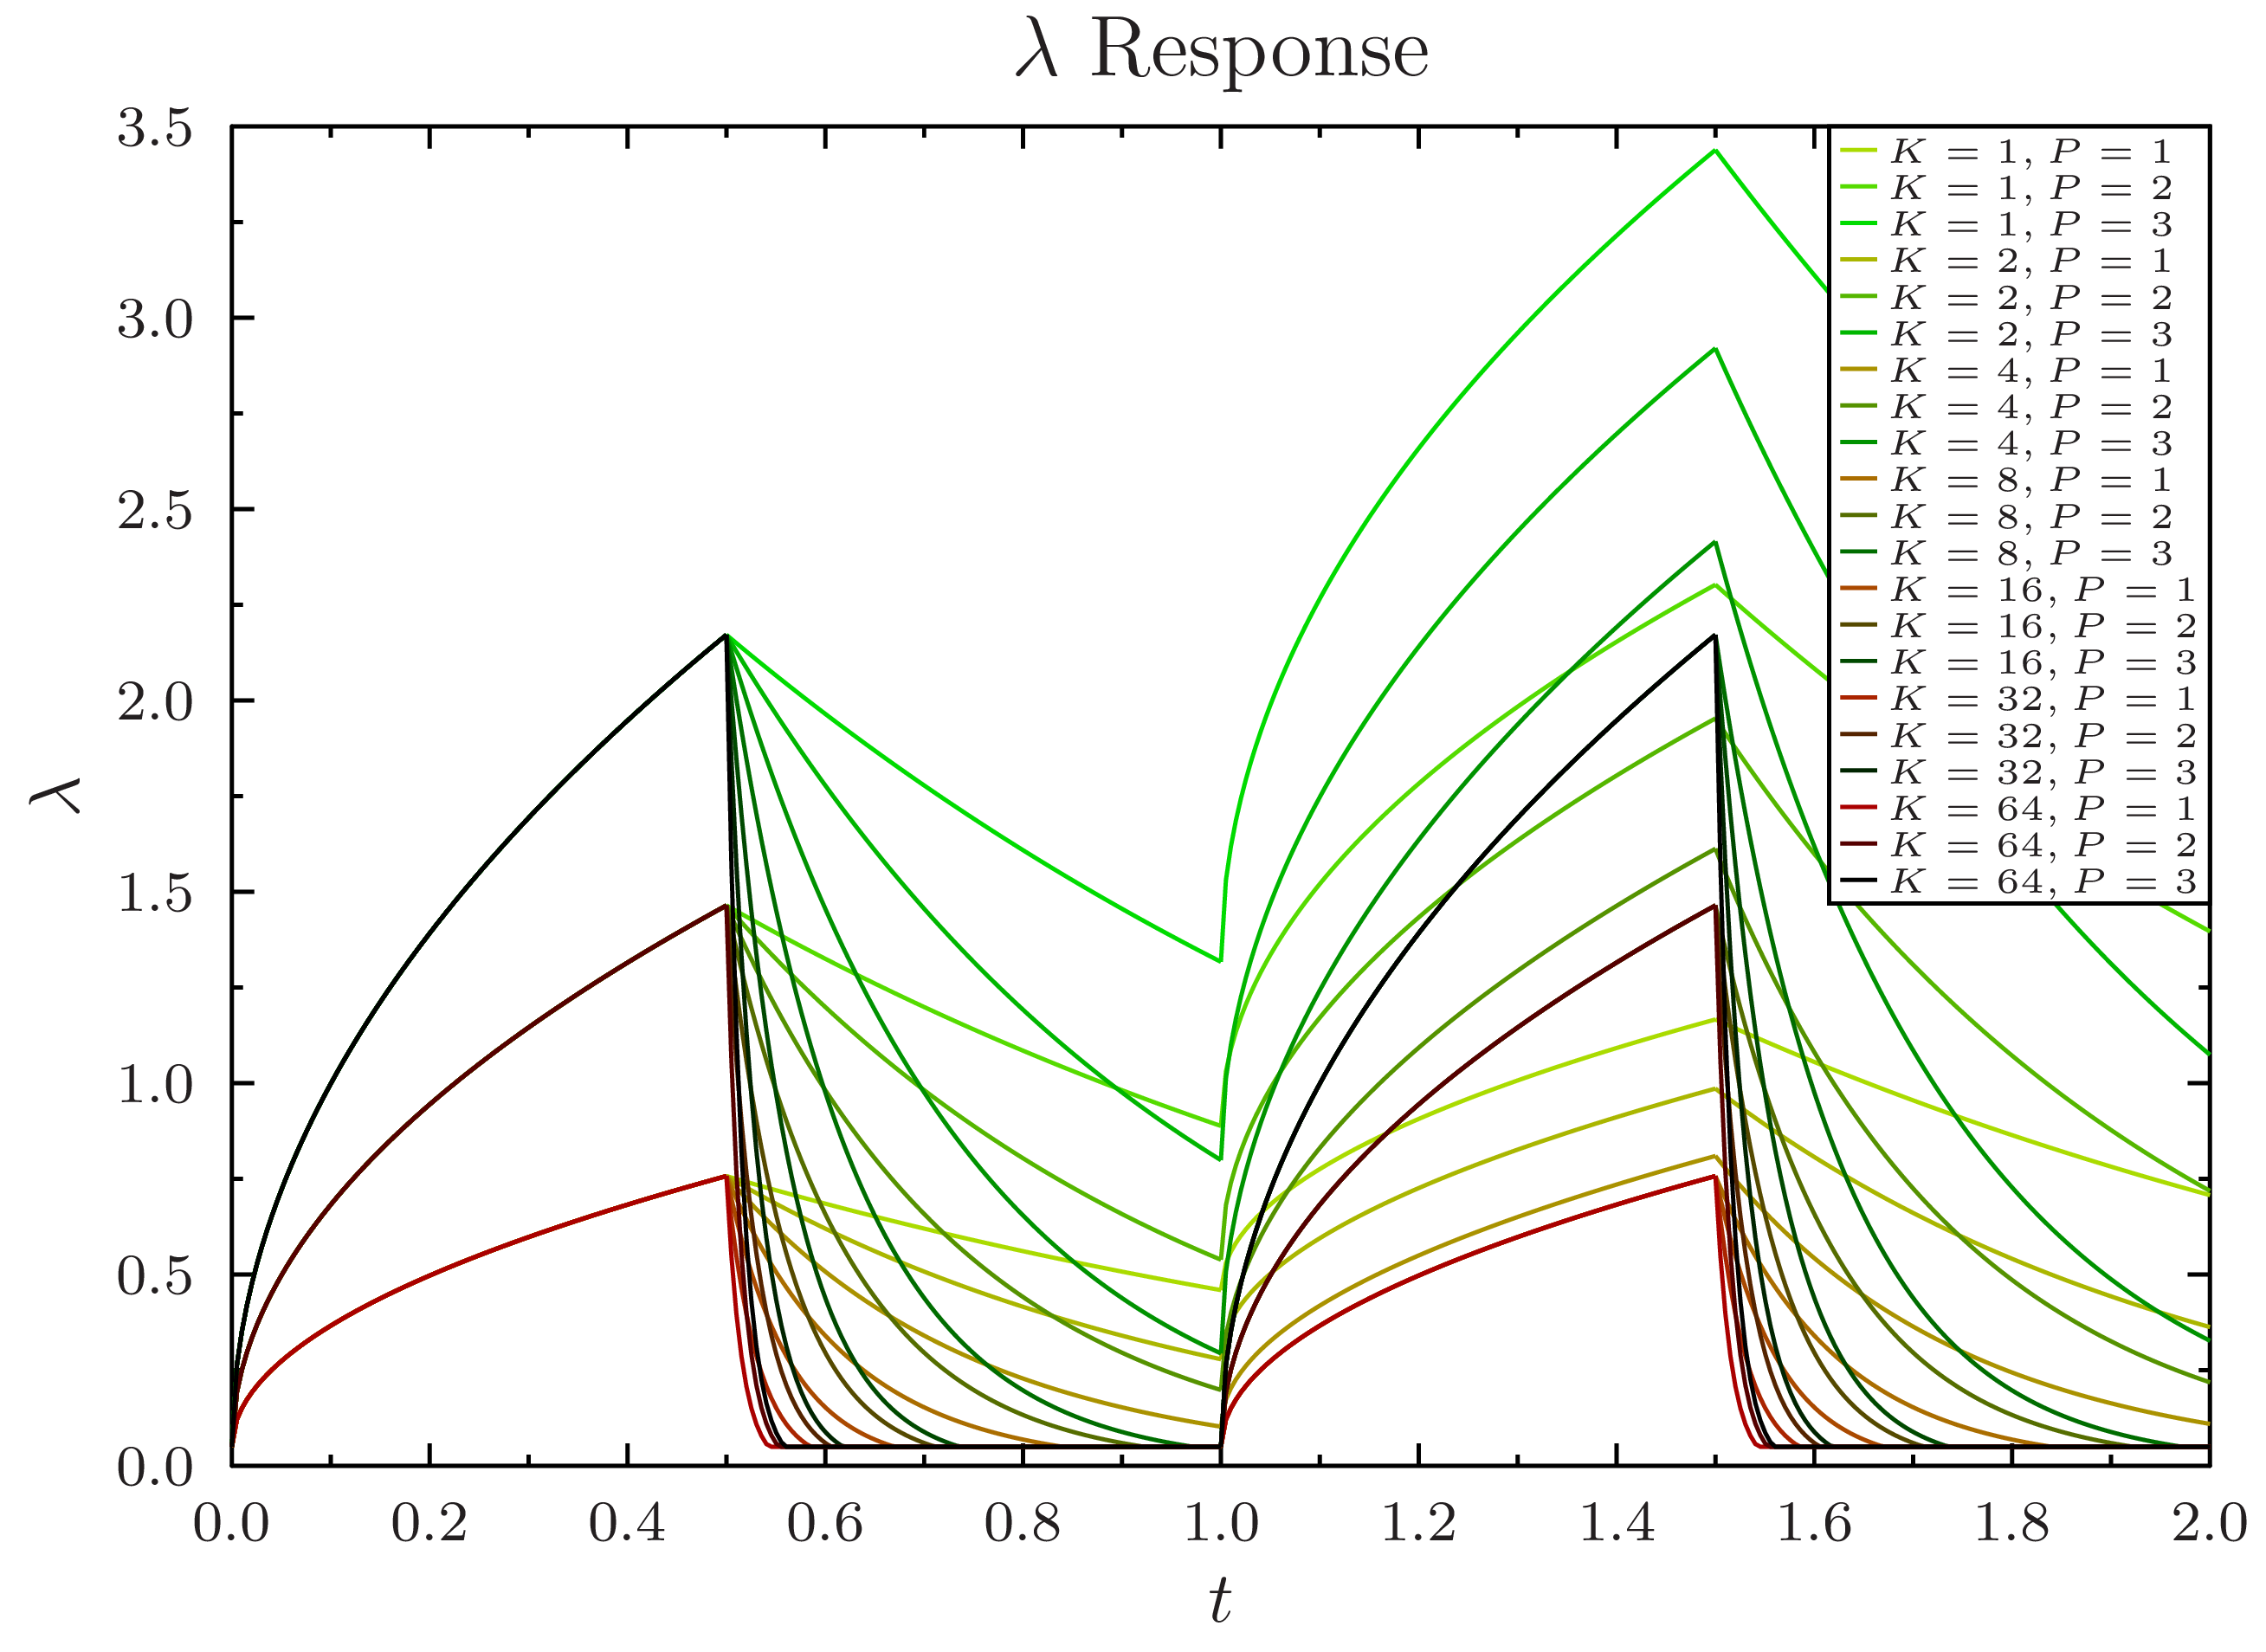 λ Response
3.5
3.0
2.5
2.0
1.5
1.0
0.5
0.0
λ
0.0 0.2 0.4 0.6 0.8 1.0 1.2 1.4 1.6 1.8 2.0
t
K = 1, P = 1
K = 1, P = 2
K = 1, P = 3
K = 2, P = 1
K = 2, P = 2
K = 2, P = 3
K = 4, P = 1
K = 4, P = 2
K = 4, P = 3
K = 8, P = 1
K = 8, P = 2
K = 8, P = 3
K = 16, P = 1
K = 16, P = 2
K = 16, P = 3
K = 32, P = 1
K = 32, P = 2
K = 32, P = 3
K = 64, P = 1
K = 64, P = 2
K = 64, P = 3